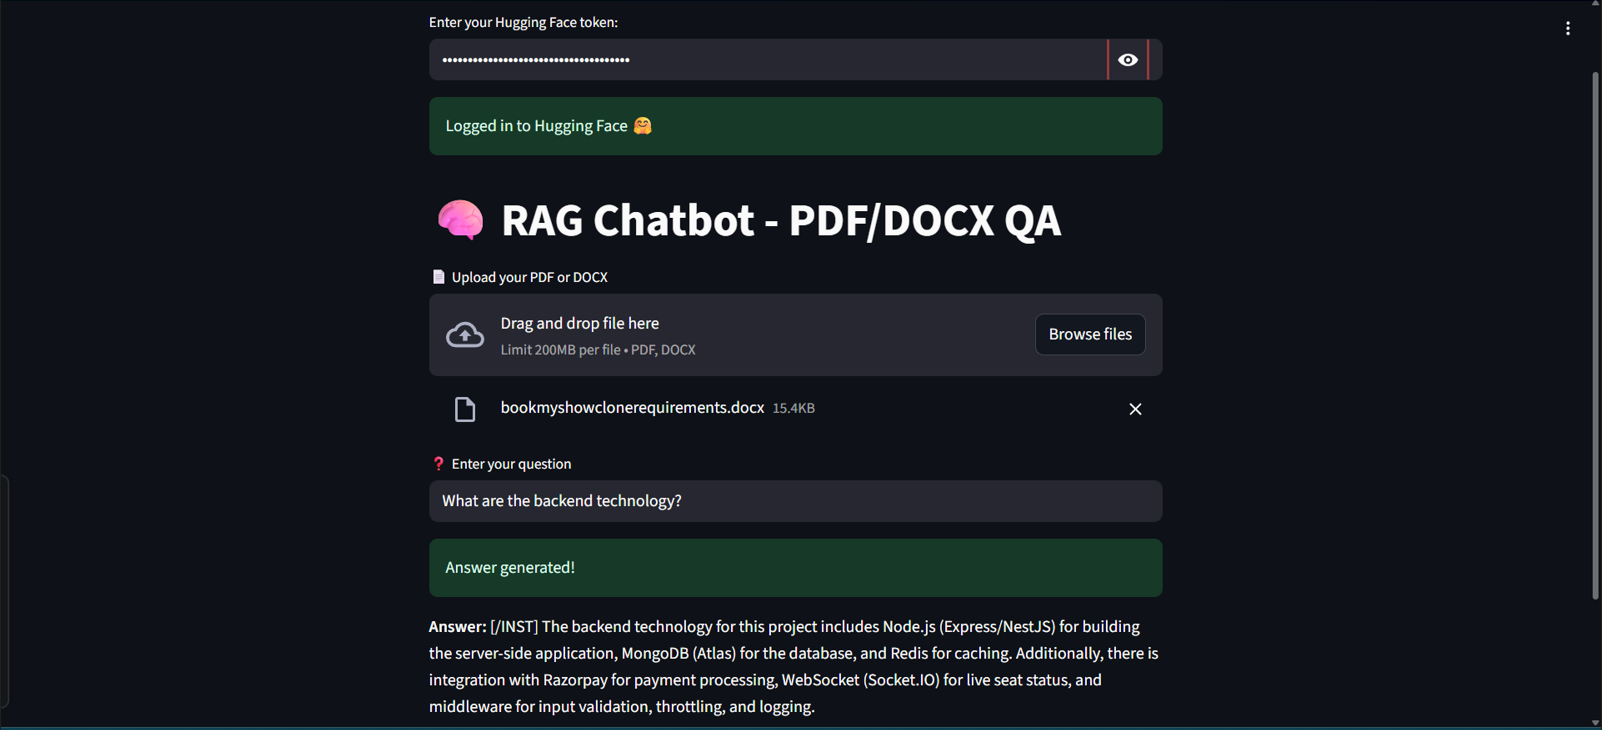 Enter your Hugging Face token:
••••••••••••••••••••••••••••••••••••••
Logged in to Hugging Face 🤗
🧠 RAG Chatbot - PDF/DOCX QA
📄 Upload your PDF or DOCX
Drag and drop file here
Limit 200MB per file • PDF, DOCX
Browse files
bookmyshowclonerequirements.docx 15.4KB
❓ Enter your question
What are the backend technology?
Answer generated!
Answer: [/INST] The backend technology for this project includes Node.js (Express/NestJS) for building
the server-side application, MongoDB (Atlas) for the database, and Redis for caching. Additionally, there is
integration with Razorpay for payment processing, WebSocket (Socket.IO) for live seat status, and
middleware for input validation, throttling, and logging.